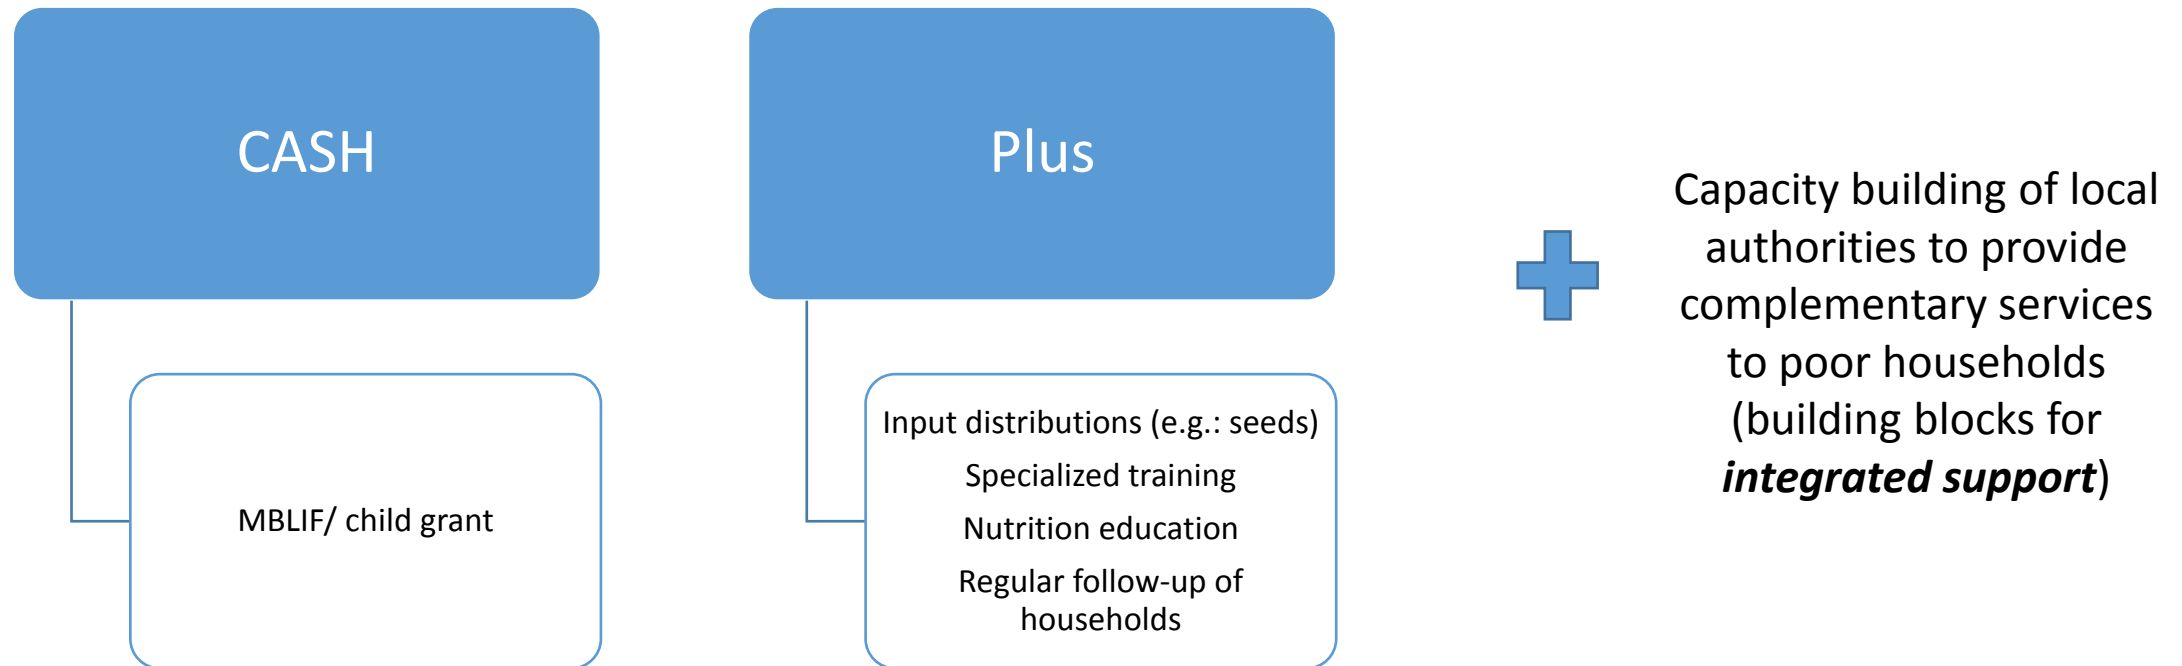 CASH
MBLIF/ child grant
Plus
Input distributions (e.g.: seeds)
Specialized training
Nutrition education
Regular follow-up of
households
Capacity building of local
authorities to provide
complementary services
to poor households
(building blocks for
integrated support)